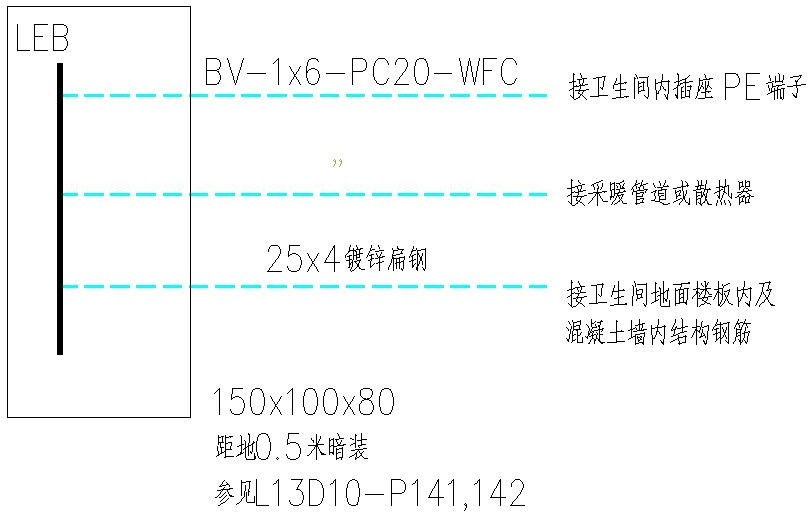 LEB
BV-1x6-PC20-WFC
接卫生间内插座PE端子
"
接采暖管道或散热器
25x4镀锌扁钢
接卫生间地面楼板内及
混凝土墙内结构钢筋
150x100x80
距地0.5米暗装
参见L13D10-P141,142